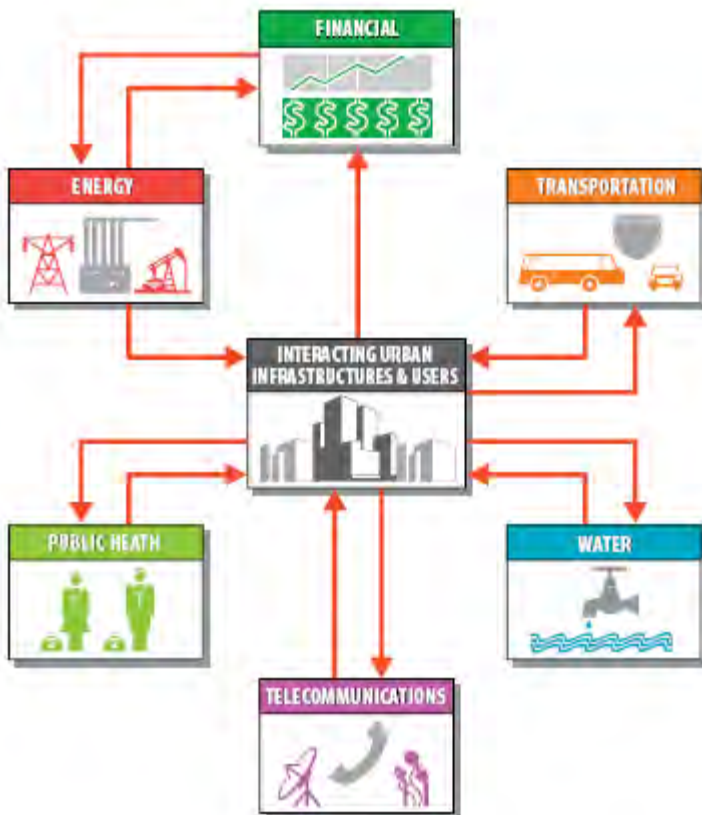 FINANCIAL
$ $ $ $ $
ENERGY
TRANSPORTATION
INTERACTING URBAN
INFRASTRUCTURES & USERS
PUBLIC HEATH
WATER
TELECOMMUNICATIONS